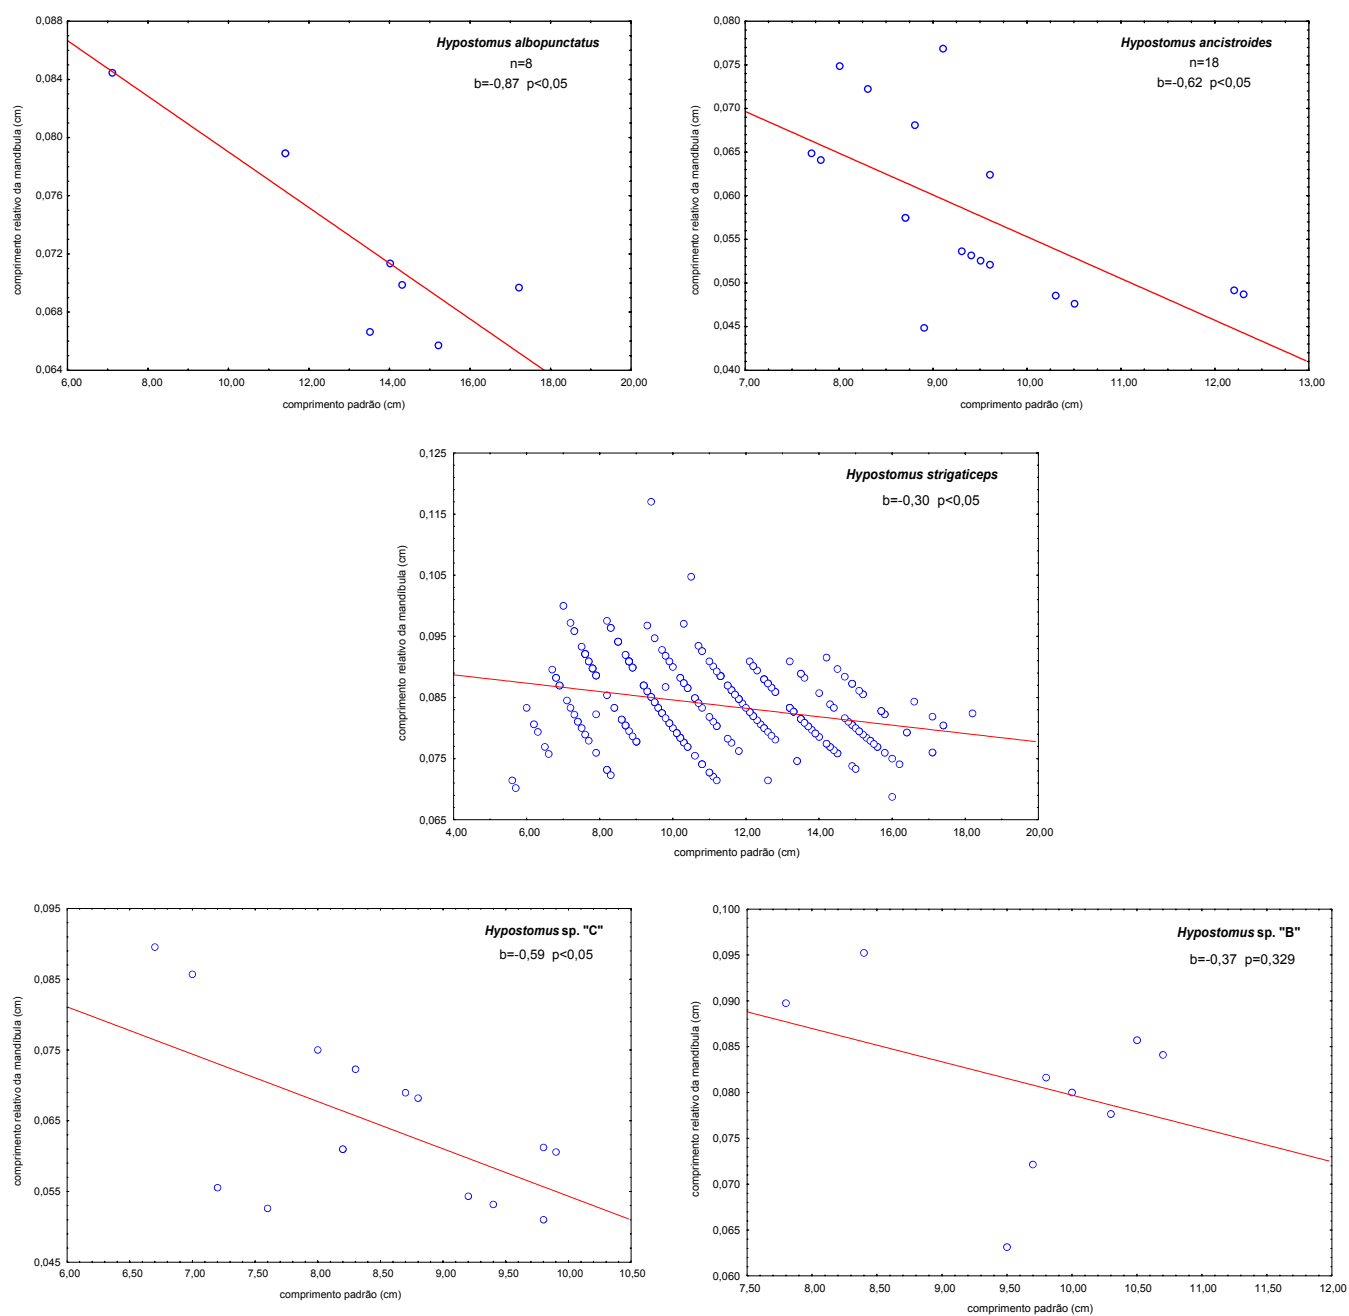 Hypostomus albopunctatus
n=8
b=-0,87 p<0,05
comprimento relativo da mandíbula (cm)
0,088
0,084
0,080
0,076
0,072
0,068
0,064
6,00 8,00 10,00 12,00 14,00 16,00 18,00 20,00
comprimento padrão (cm)
Hypostomus ancistroides
n=18
b=-0,62 p<0,05
comprimento relativo da mandíbula (cm)
0,080
0,075
0,070
0,065
0,060
0,055
0,050
0,045
0,040
7,00 8,00 9,00 10,00 11,00 12,00 13,00
comprimento padrão (cm)
Hypostomus strigaticeps
b=-0,30 p<0,05
comprimento relativo da mandíbula (cm)
0,125
0,115
0,105
0,095
0,085
0,075
0,065
4,00 6,00 8,00 10,00 12,00 14,00 16,00 18,00 20,00
comprimento padrão (cm)
Hypostomus sp. "C"
b=-0,59 p<0,05
comprimento relativo da mandíbula (cm)
0,095
0,085
0,075
0,065
0,055
0,045
6,00 6,50 7,00 7,50 8,00 8,50 9,00 9,50 10,00 10,50
comprimento padrão (cm)
Hypostomus sp. "B"
b=-0,37 p=0,329
comprimento relativo da mandíbula (cm)
0,100
0,095
0,090
0,085
0,080
0,075
0,070
0,065
0,060
7,50 8,00 8,50 9,00 9,50 10,00 10,50 11,00 11,50 12,00
comprimento padrão (cm)